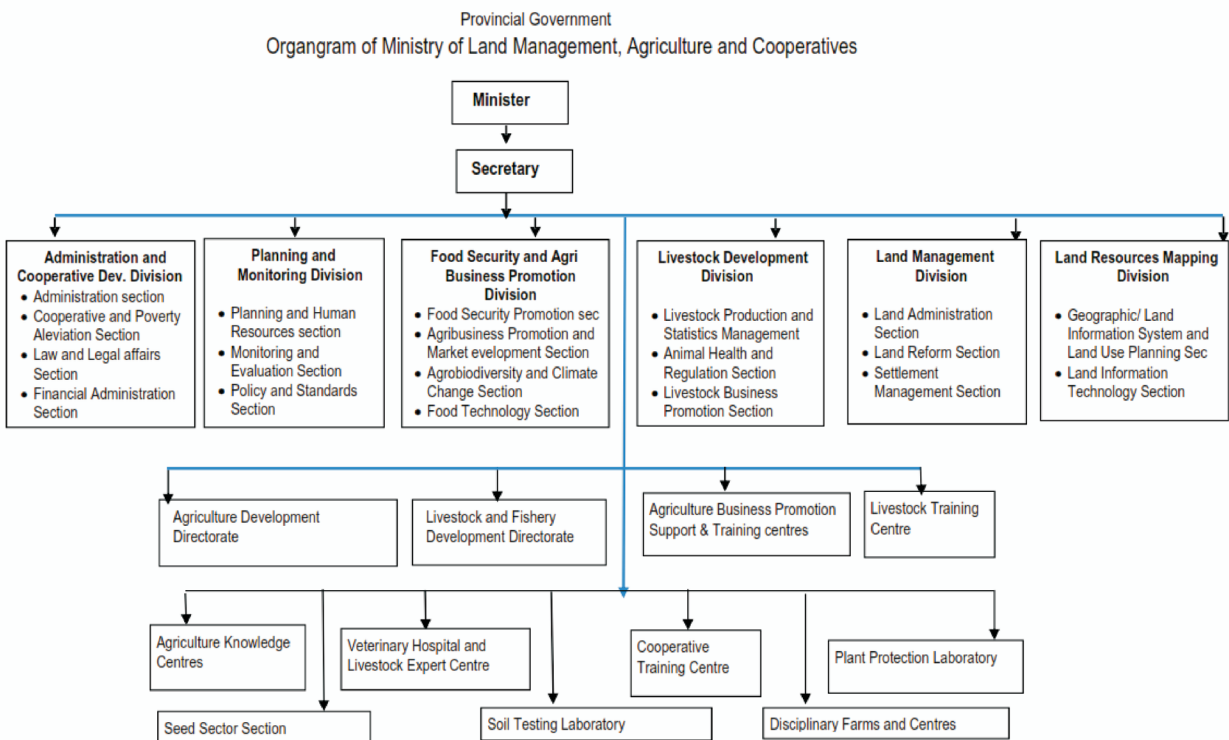 Provincial Government
Organgram of Ministry of Land Management, Agriculture and Cooperatives
Minister
Secretary
Administration and
Cooperative Dev. Division
• Administration section
• Cooperative and Poverty
Aleviation Section
• Law and Legal affairs
Section
• Financial Administration
Section
Planning and
Monitoring Division
• Planning and Human
Resources section
• Monitoring and
Evaluation Section
• Policy and Standards
Section
Food Security and Agri
Business Promotion
Division
• Food Security Promotion sec
• Agribusiness Promotion and
Market evelopment Section
• Agrobiodiversity and Climate
Change Section
• Food Technology Section
Livestock Development
Division
• Livestock Production and
Statistics Management
• Animal Health and
Regulation Section
• Livestock Business
Promotion Section
Land Management
Division
• Land Administration
Section
• Land Reform Section
• Settlement
Management Section
Land Resources Mapping
Division
• Geographic/ Land
Information System and
Land Use Planning Sec
• Land Information
Technology Section
Agriculture Development
Directorate
Livestock and Fishery
Development Directorate
Agriculture Business Promotion
Support & Training centres
Livestock Training
Centre
Agriculture Knowledge
Centres
Veterinary Hospital and
Livestock Expert Centre
Cooperative
Training Centre
Plant Protection Laboratory
Seed Sector Section
Soil Testing Laboratory
Disciplinary Farms and Centres